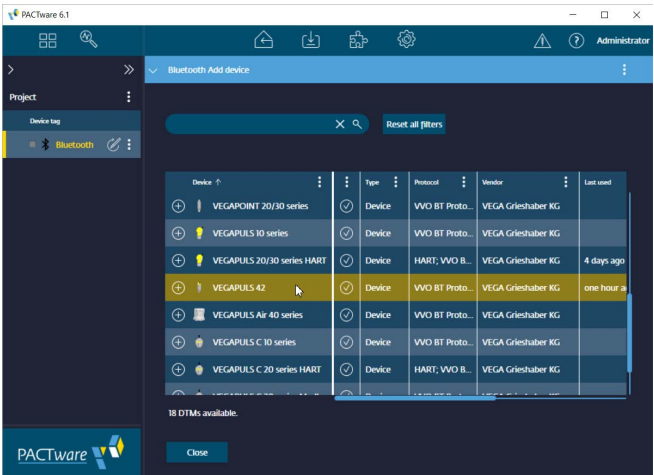 PACTware 6.1
Administrator
Bluetooth Add device
Project
Device tag
Bluetooth
Reset all filters
Device ↑ Type Protocol Vendor Last used
VEGAPOINT 20/30 series Device VVO BT Proto... VEGA Grieshaber KG
VEGAPULS 10 series Device VVO BT Proto... VEGA Grieshaber KG
VEGAPULS 20/30 series HART Device HART; VVO B... VEGA Grieshaber KG 4 days ago
VEGAPULS 42 Device VVO BT Proto... VEGA Grieshaber KG one hour a
VEGAPULS Air 40 series Device VVO BT Proto... VEGA Grieshaber KG
VEGAPULS C 10 series Device VVO BT Proto... VEGA Grieshaber KG
VEGAPULS C 20 series HART Device HART; VVO B... VEGA Grieshaber KG
18 DTMs available.
Close
PACTware